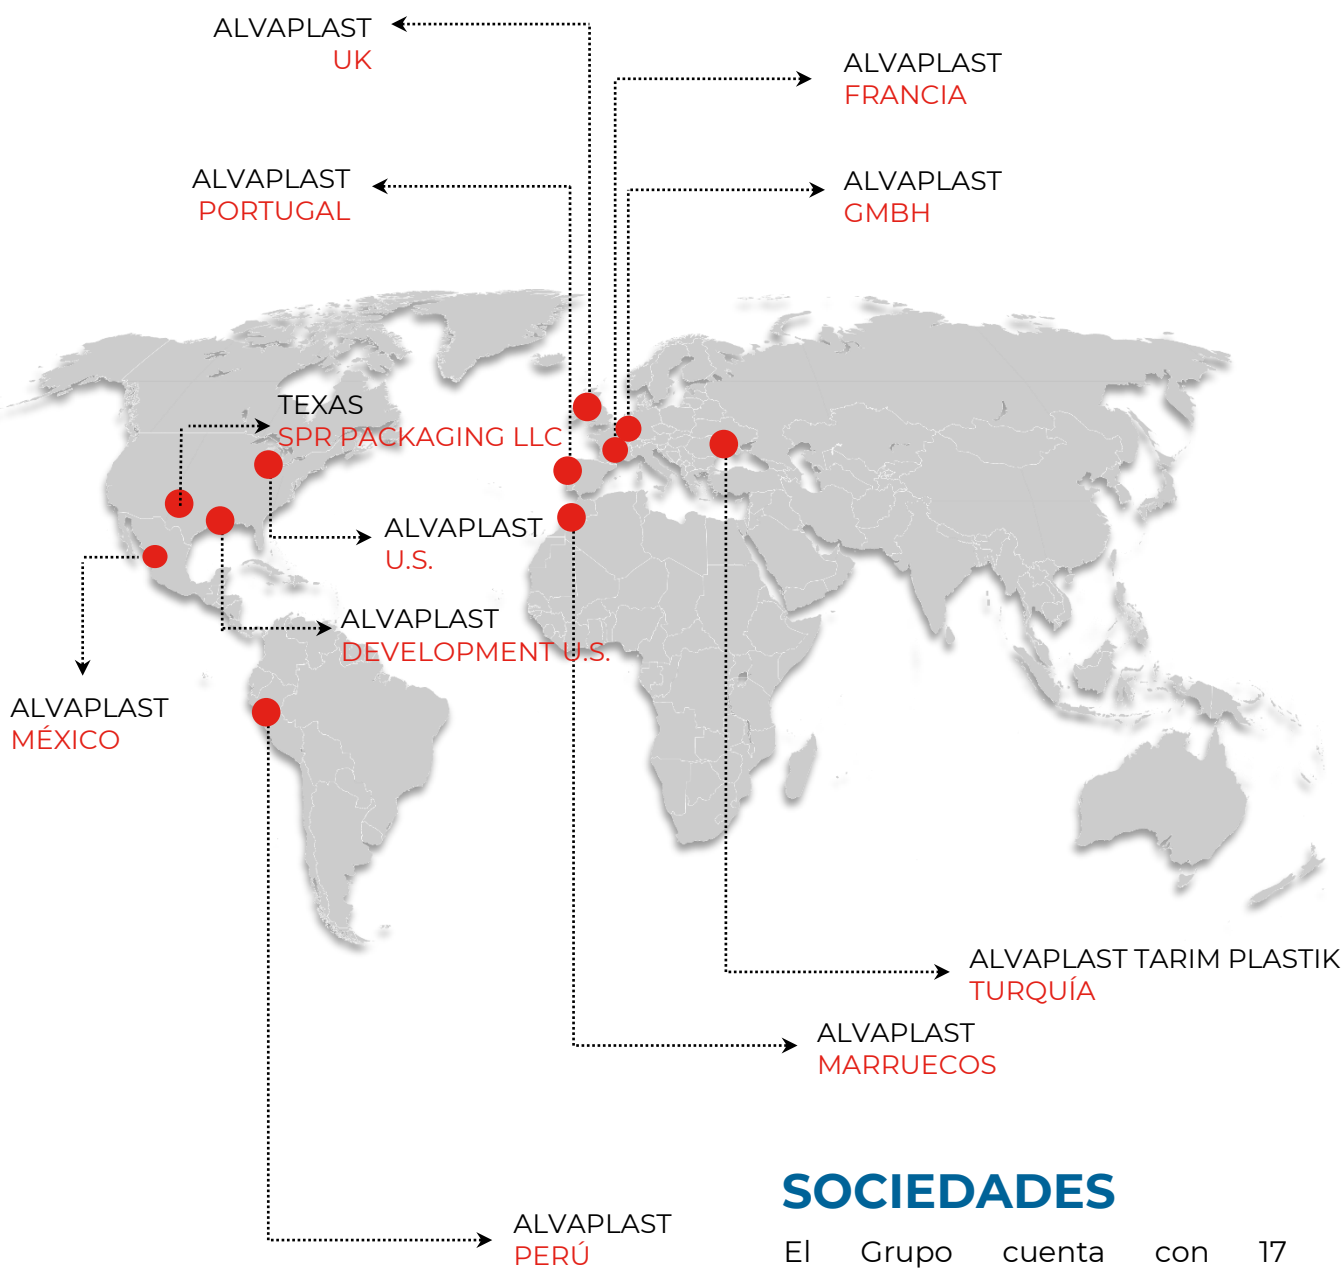 ALVAPLAST
UK
ALVAPLAST
FRANCIA
ALVAPLAST
PORTUGAL
ALVAPLAST
GMBH
TEXAS
SPR PACKAGING LLC
ALVAPLAST
U.S.
ALVAPLAST
DEVELOPMENT U.S.
ALVAPLAST
MÉXICO
ALVAPLAST TARIM PLASTIK
TURQUÍA
ALVAPLAST
MARRUECOS
ALVAPLAST
PERÚ
SOCIEDADES
El Grupo cuenta con 17